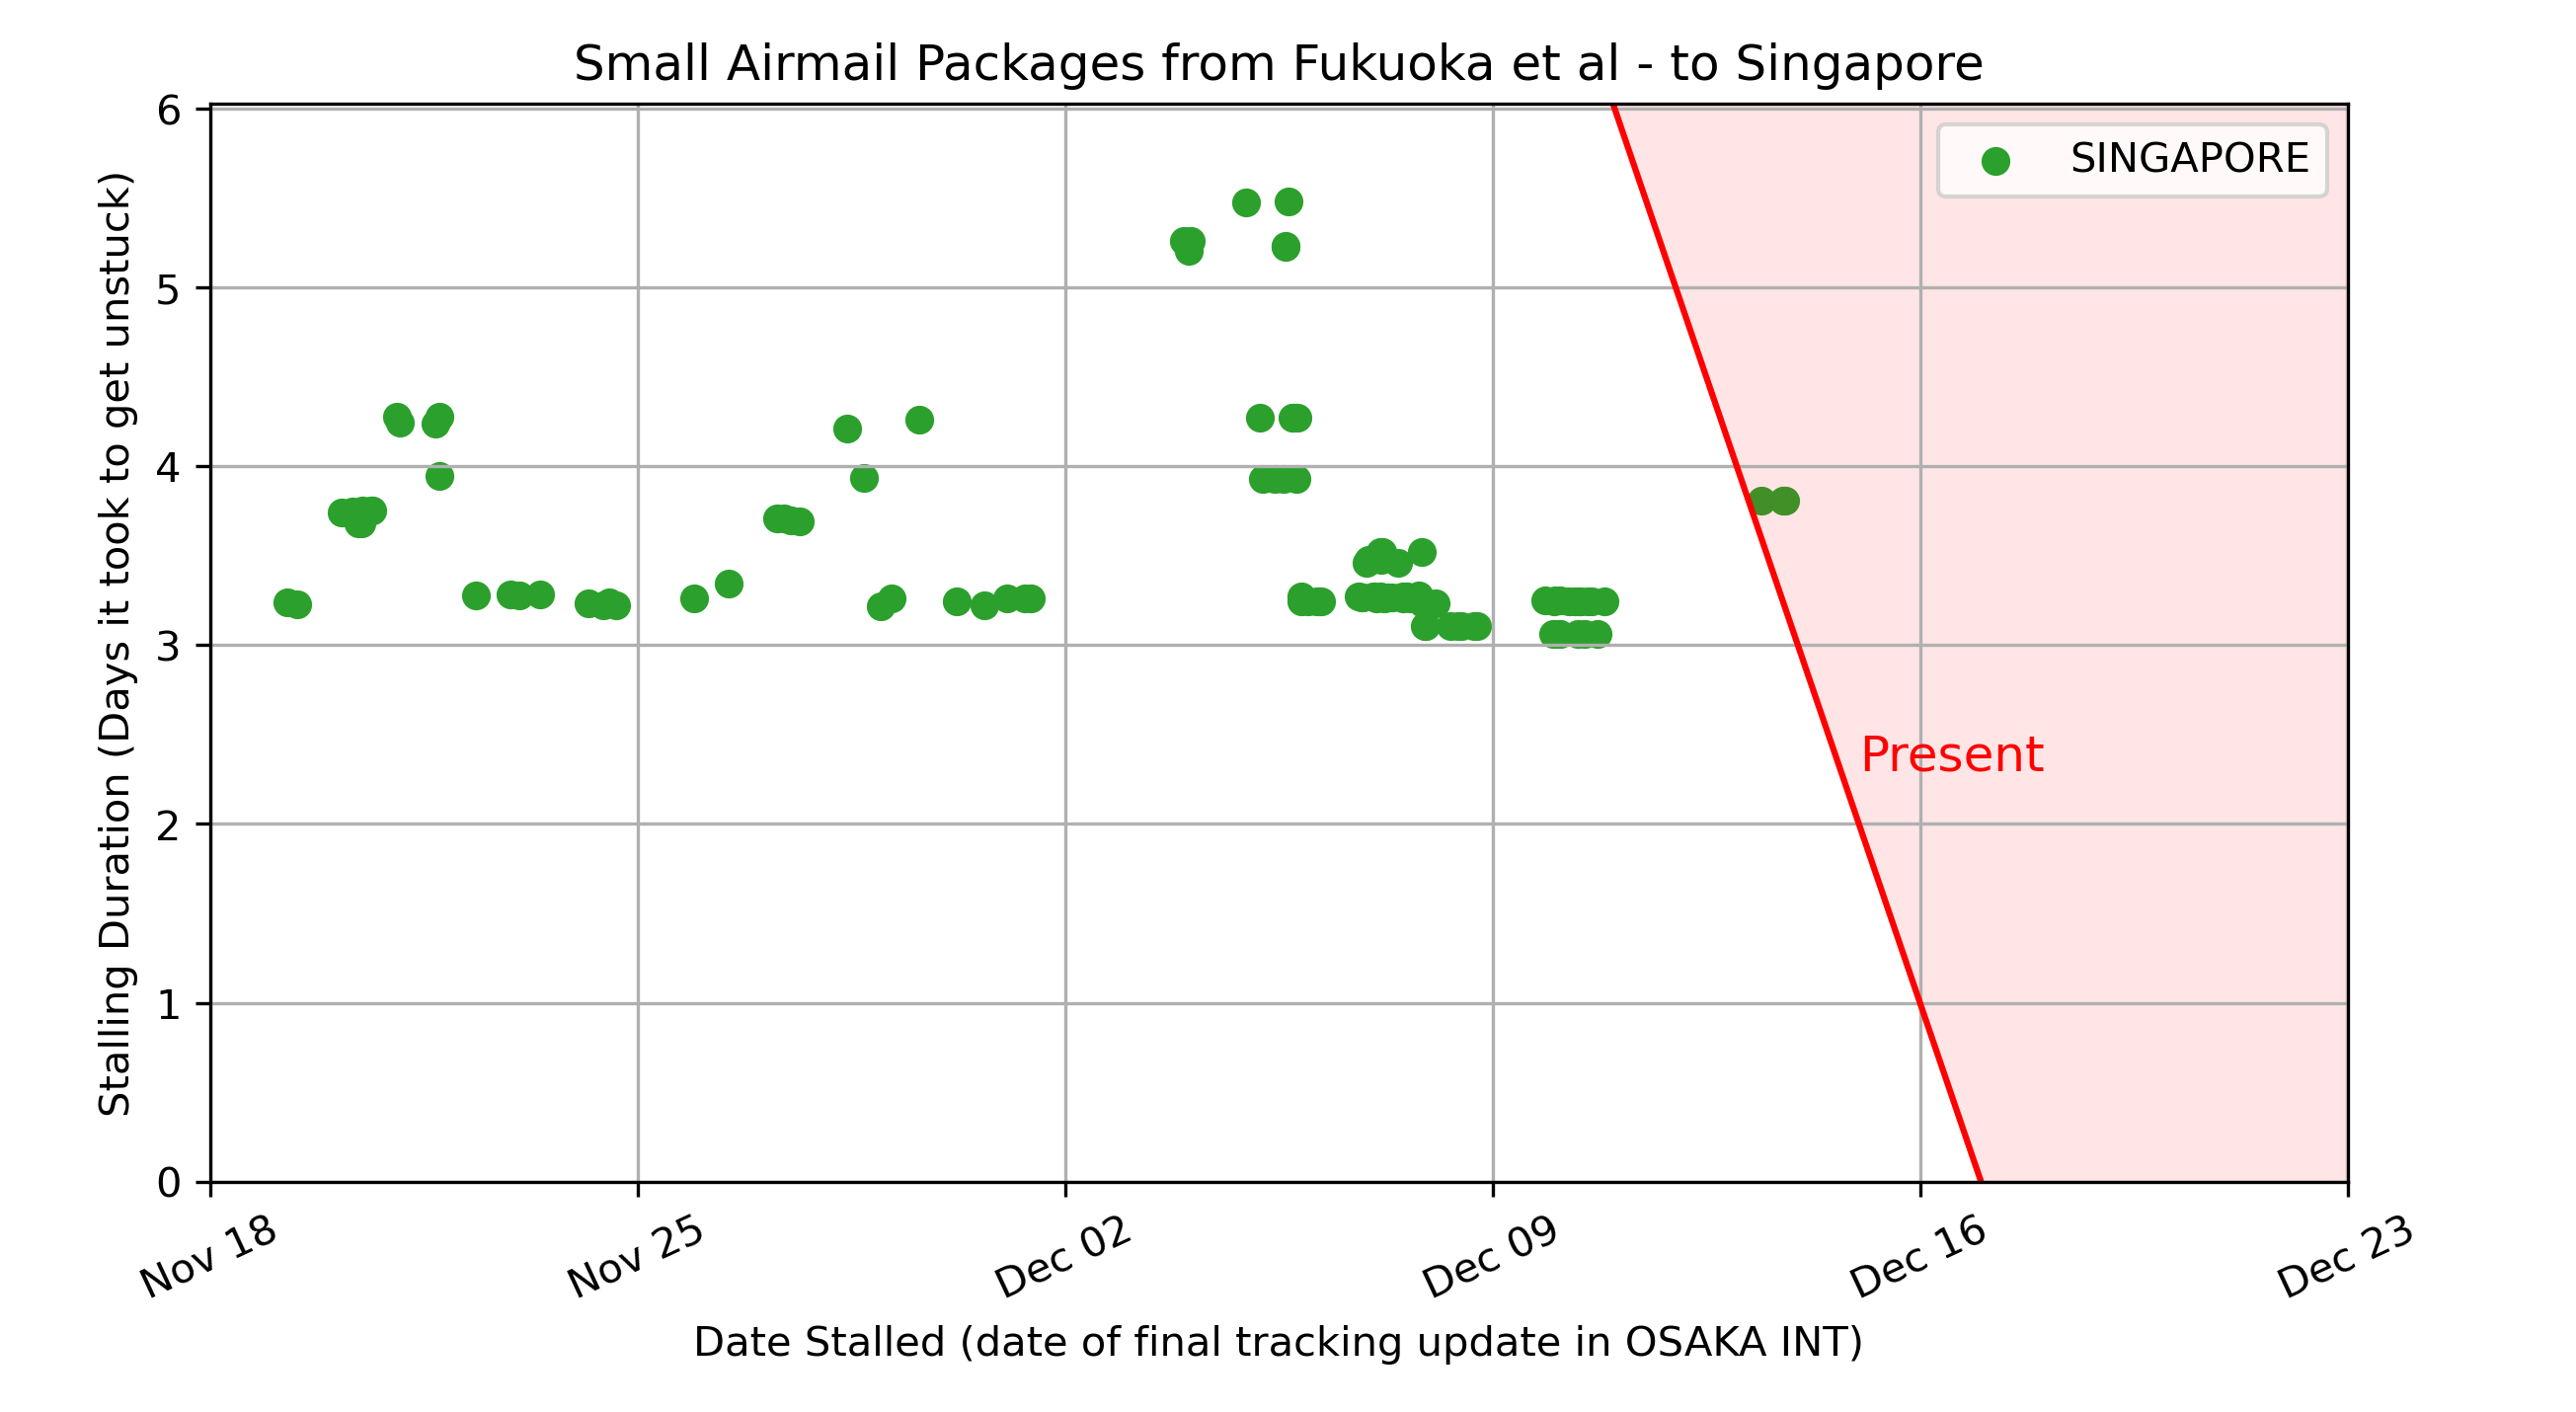 Small Airmail Packages from Fukuoka et al - to Singapore
Stalling Duration (Days it took to get unstuck)
6
5
4
3
2
1
0
SINGAPORE
Present
Nov 18
Nov 25
Dec 02
Dec 09
Dec 16
Dec 23
Date Stalled (date of final tracking update in OSAKA INT)